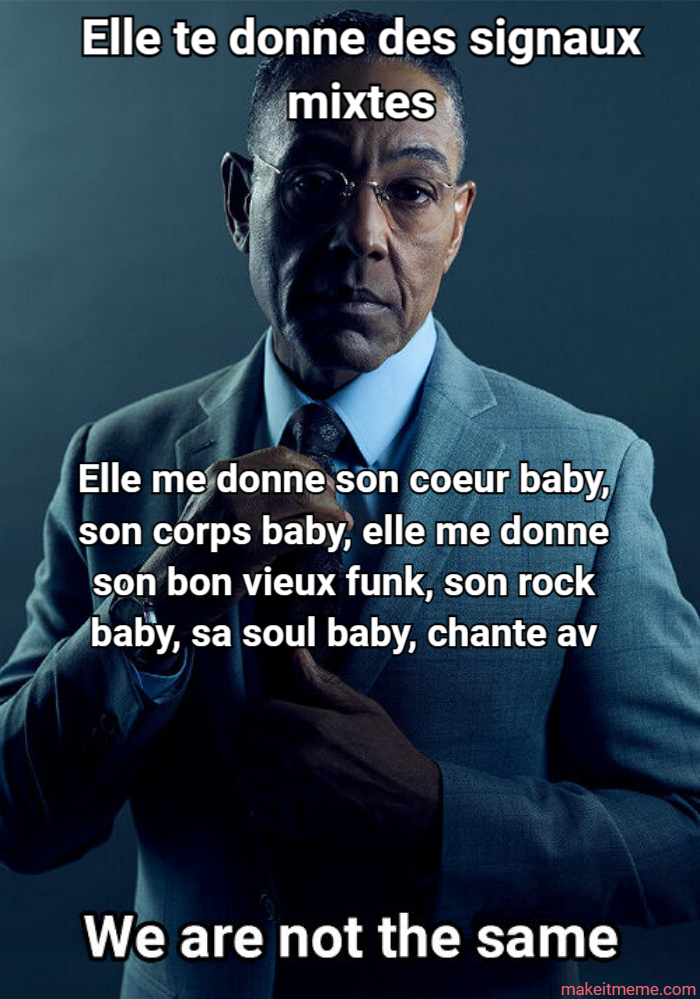 Elle te donne des signaux
mixtes
Elle me donne son coeur baby,
son corps baby, elle me donne
son bon vieux funk, son rock
baby, sa soul baby, chante av
We are not the same
makeitmeme.com